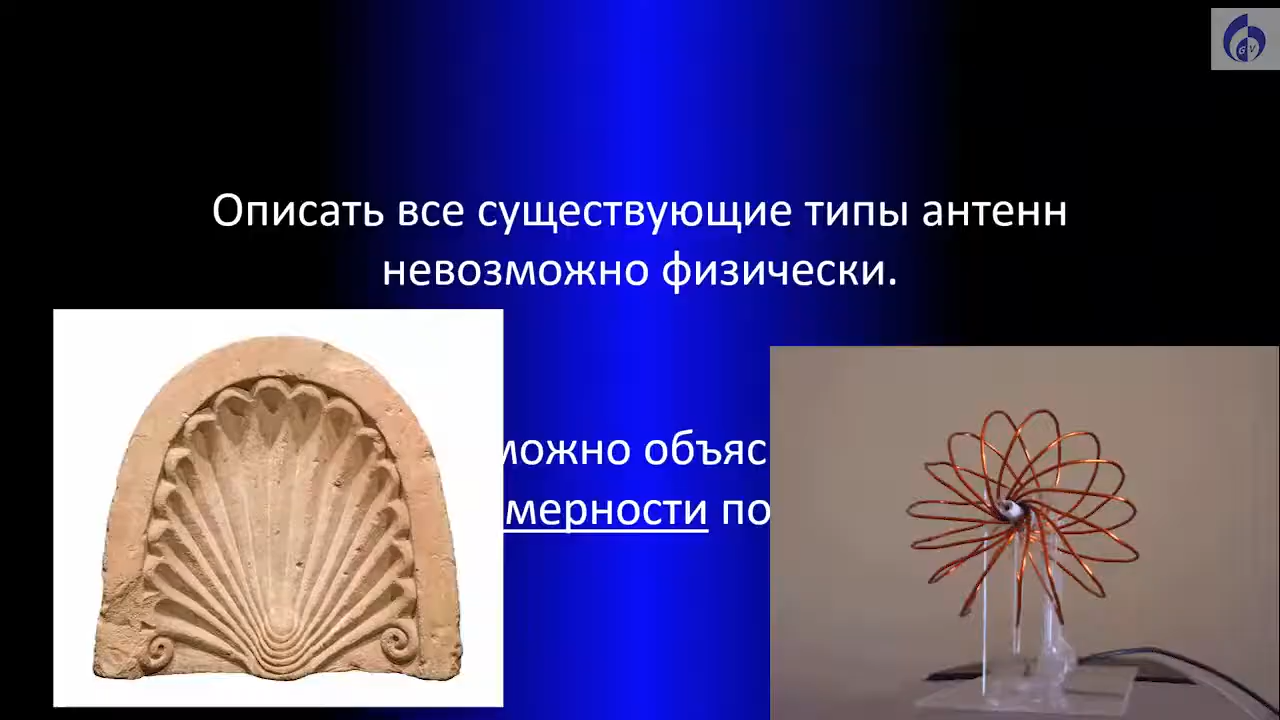 Описать все существующие типы антенн
невозможно физически.
можно объяс
мерности по
G V